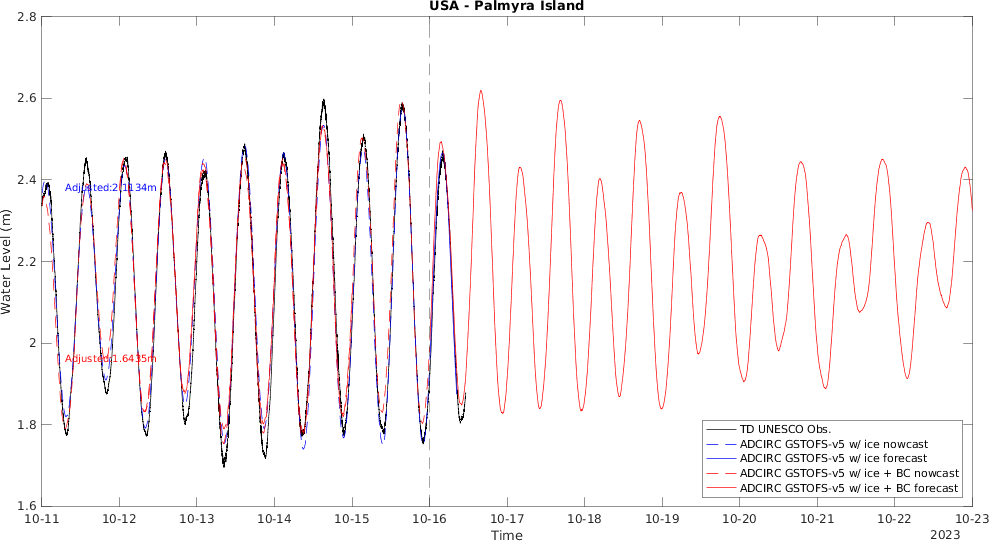 USA - Palmyra Island
2.8
2.6
2.4
2.2
2
1.8
1.6
Water Level (m)
Adjusted:2.1134m
Adjusted:1.6435m
TD UNESCO Obs.
ADCIRC GSTOFS-v5 w/ ice nowcast
ADCIRC GSTOFS-v5 w/ ice forecast
ADCIRC GSTOFS-v5 w/ ice + BC nowcast
ADCIRC GSTOFS-v5 w/ ice + BC forecast
10-11 10-12 10-13 10-14 10-15 10-16 10-17 10-18 10-19 10-20 10-21 10-22 10-23
Time
2023